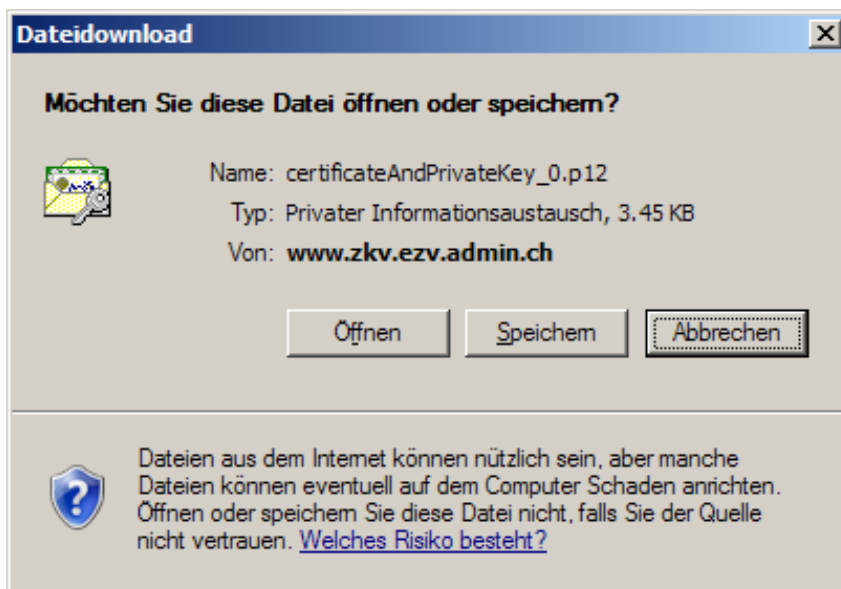 Dateidownload
Möchten Sie diese Datei öffnen oder speichern?
Name: certificateAndPrivateKey_0.p12
Typ: Privater Informationsaustausch, 3.45 KB
Von: www.zkv.ezv.admin.ch
Öffnen Speichern Abbrechen
Dateien aus dem Internet können nützlich sein, aber manche
Dateien können eventuell auf dem Computer Schaden anrichten.
Öffnen oder speichern Sie diese Datei nicht, falls Sie der Quelle
nicht vertrauen. Welches Risiko besteht?